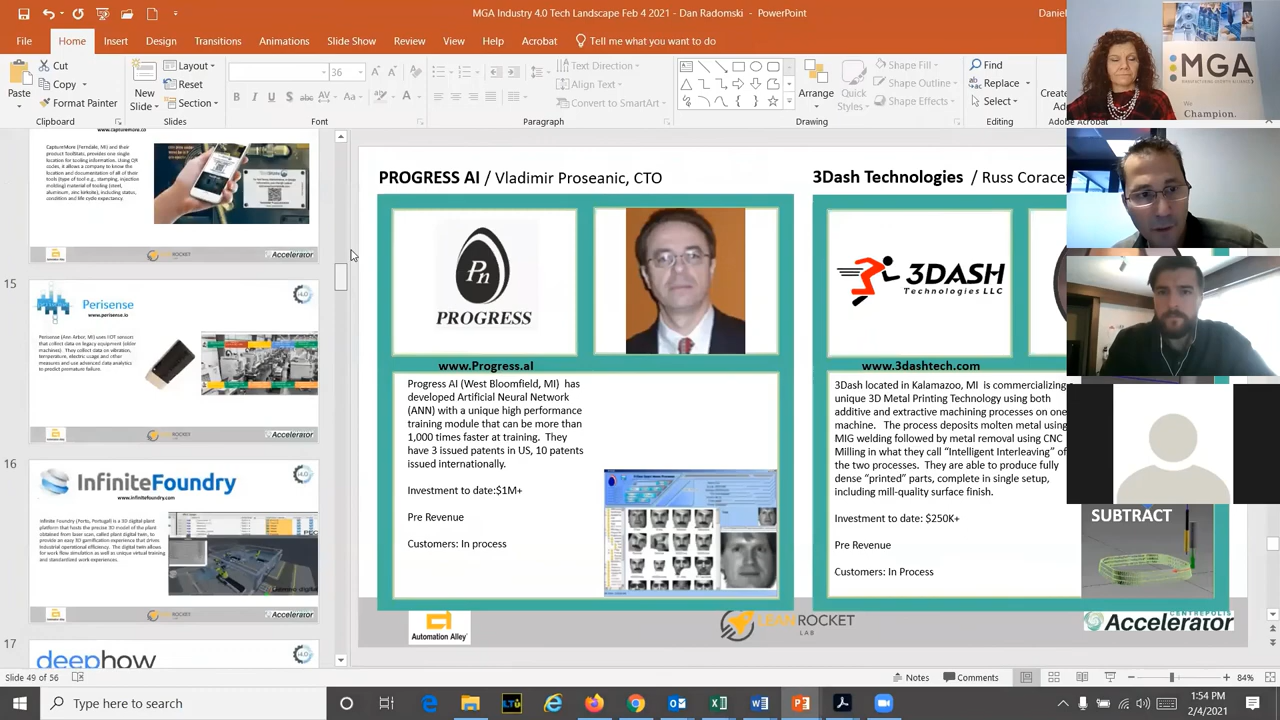 MGA Industry 4.0 Tech Landscape Feb 4 2021 - Dan Radomski - PowerPoint
Daniel
File
Home
Insert
Design
Transitions
Animations
Slide Show
Review
View
Help
Acrobat
Tell me what you want to do
Paste
Cut
Copy
Format Painter
Clipboard
New Slide
Layout
Reset
Section
Slides
36
Font
Text Direction
Align Text
Convert to SmartArt
Paragraph
Arrange
Quick Styles
Shape Fill
Shape Outline
Shape Effects
Drawing
Find
Replace
Select
Editing
Create
Adobe Acrobat
MGA
We
Champion.
www.capturemore.co
CaptureMore (Ferndale, MI) and their
product ToolStatc, provides one single
location for tooling information. Using QR
codes, it allows a company to know the
location and documentation of all of their
tools (type of tool e.g., stamping, injection
molding) material of tooling (steel,
condition and life cycle expectancy.
Accelerator
15
Perisense
www.perisense.io
Perisense (Ann Arbor, MI) uses IIOT sensors
that collect data on legacy equipment (older
machines). They collect data on vibration,
temperature, electric usage and other
measures and use advanced data analytics
to predict premature failure.
Accelerator
16
InfiniteFoundry
www.infinitefoundry.com
Infinite Foundry (Porto, Portugal) is a 3D digital plant
platform that hosts the precise 3D model of the plant
obtained from laser scan, called plant digital twin, to
provide an easy 3D gamification experience that drives
industrial operational efficiency. The digital twin allows
for work flow simulation as well as unique virtual training
and standardized work experiences.
Accelerator
17
deephow
PROGRESS AI / Vladimir Proseanic, CTO
Pn
PROGRESS
www.Progress.ai
Progress AI (West Bloomfield, MI) has
developed Artificial Neural Network
(ANN) with a unique high performance
training module that can be more than
1,000 times faster at training. They
have 3 issued patents in US, 10 patents
issued internationally.
Investment to date:$1M+
Pre Revenue
Customers: In process
3Dash Technologies / Russ Corace
3DASH
Technologies LLC
www.3dashtech.com
3Dash located in Kalamazoo, MI is commercializing
unique 3D Metal Printing Technology using both
additive and extractive machining processes on one
machine. The process deposits molten metal using
MIG welding followed by metal removal using CNC
Milling in what they call “Intelligent Interleaving” of
the two processes. They are able to produce fully
dense “printed” parts, complete in single setup,
including mill-quality surface finish.
Investment to date: $250K+
Pre Revenue
Customers: In Process
SUBTRACT
Automation Alley
LEANROCKET
LAB
CENTREPOLIS
Accelerator
Slide 49 of 56
Notes
Comments
84%
Type here to search
LTU
1:54 PM
2/4/2021